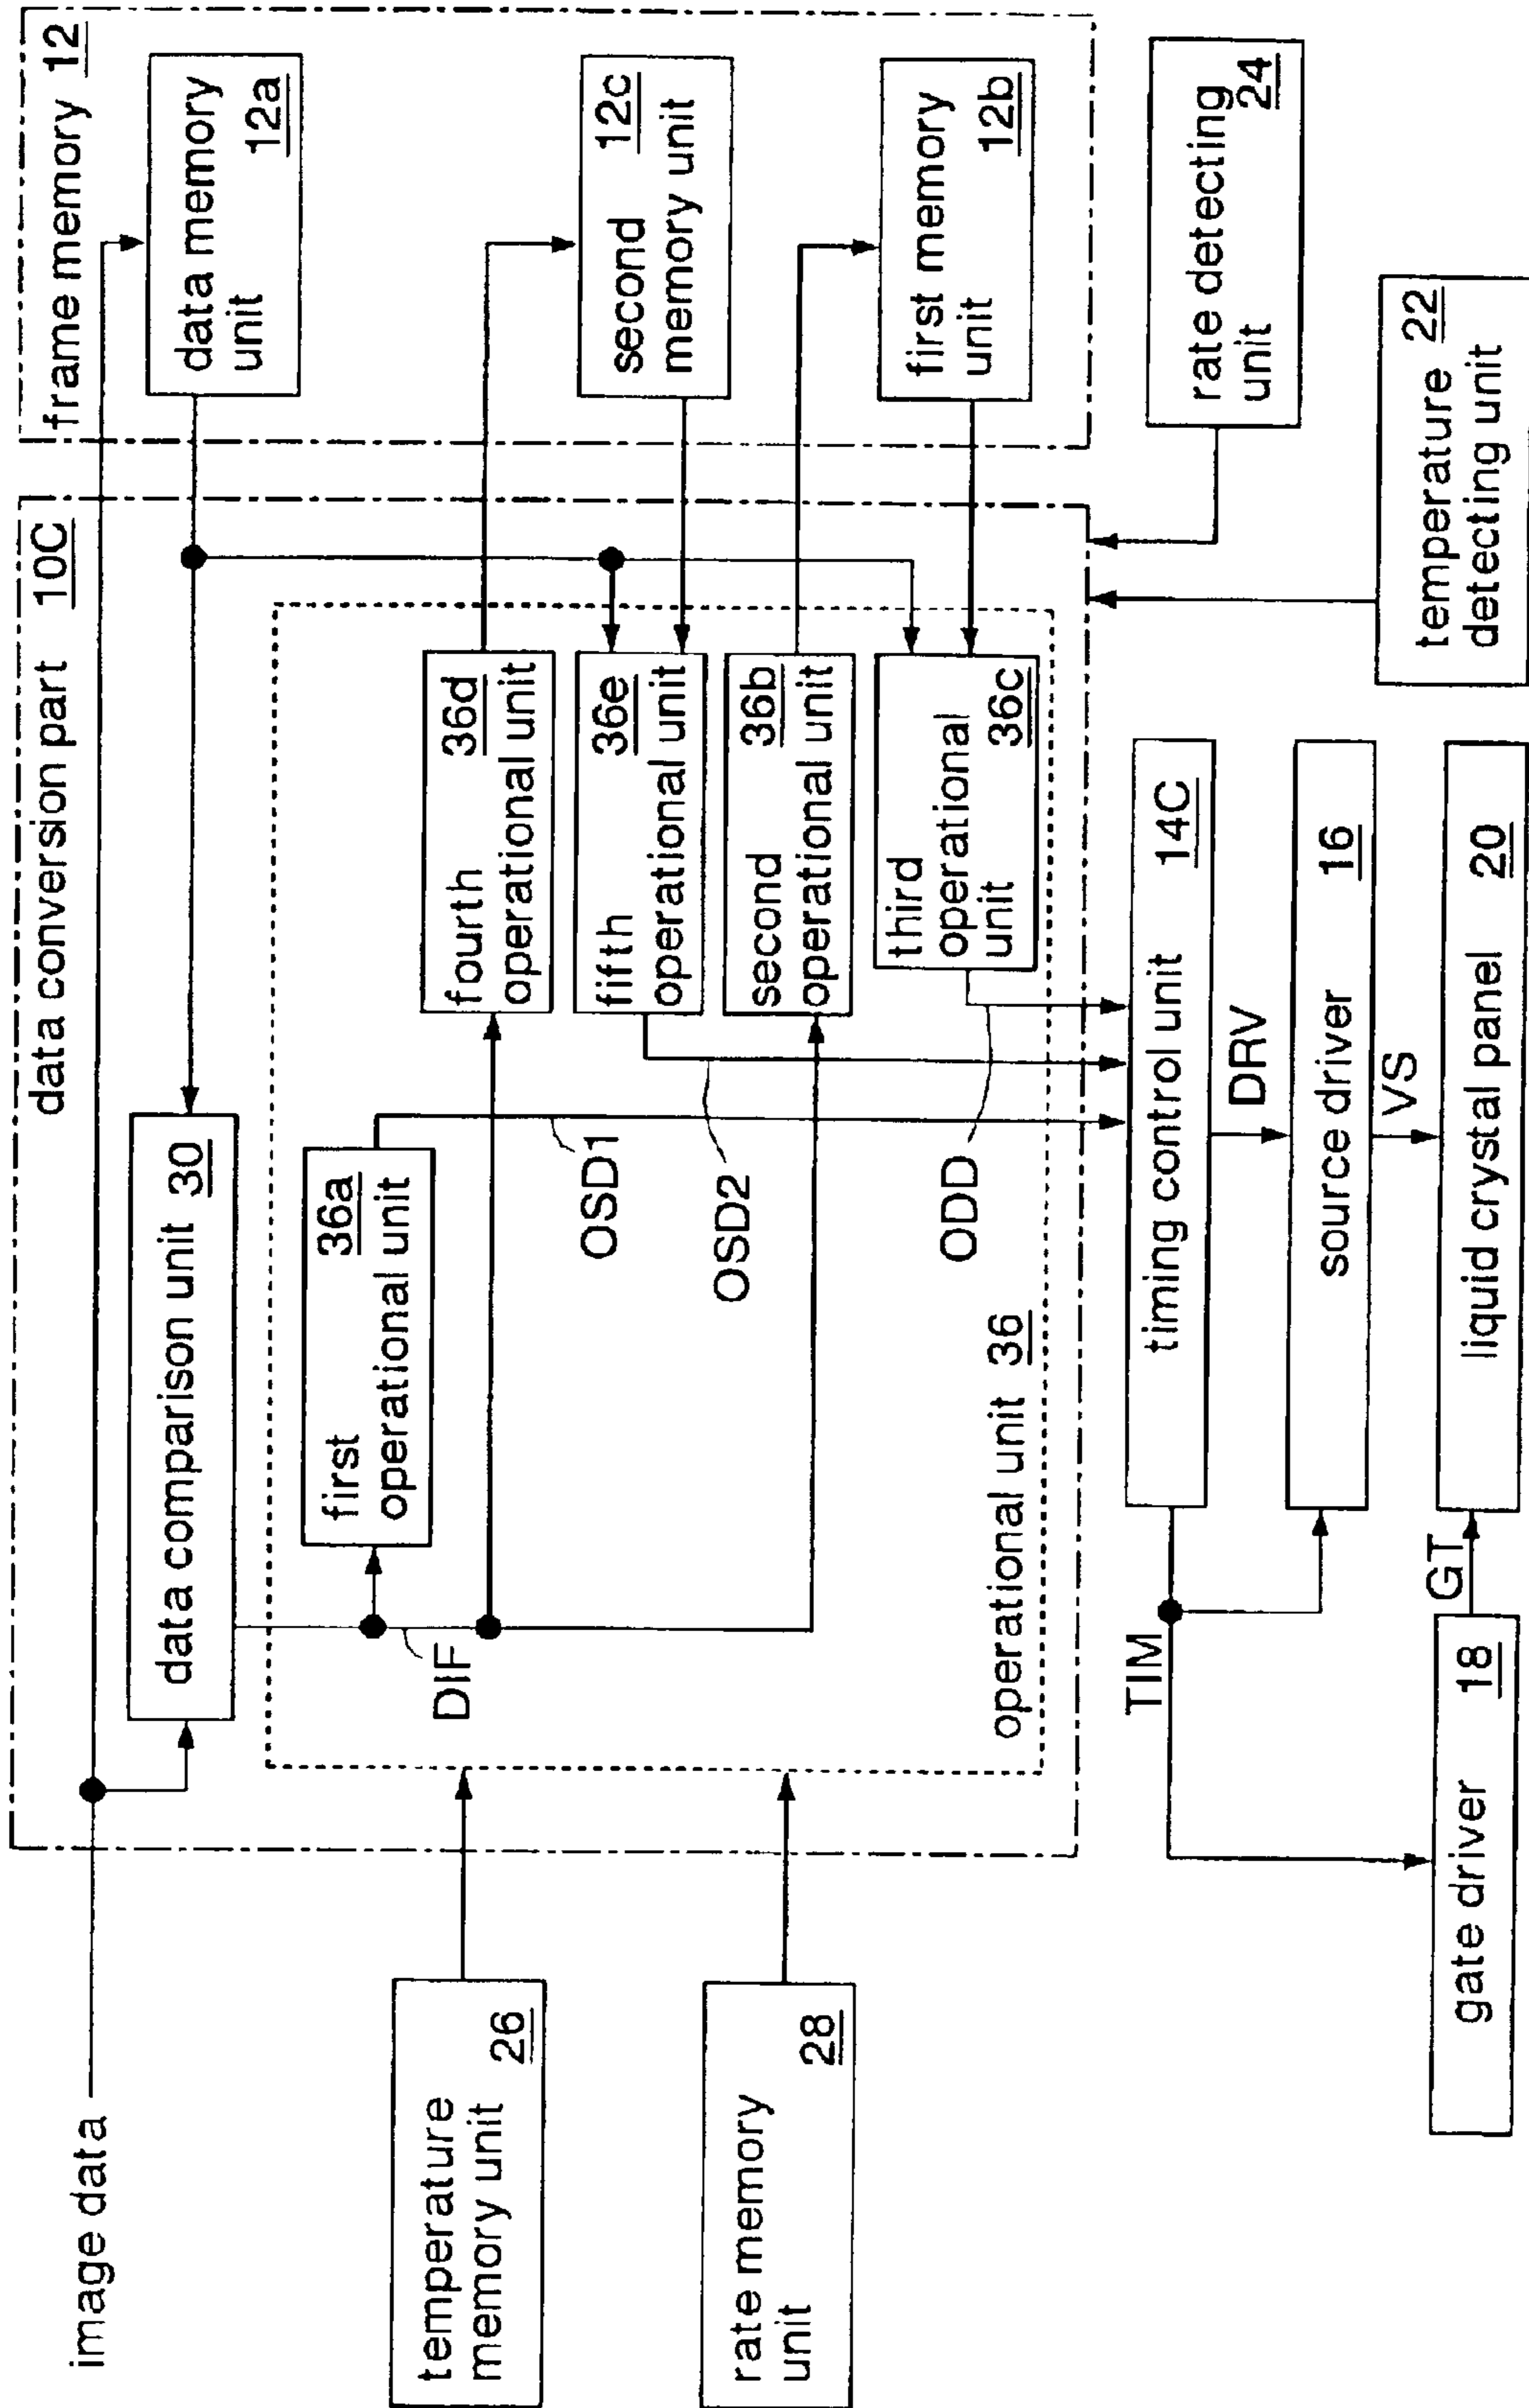 image data
data conversion part 10C
frame memory 12
data comparison unit 30
data memory
unit 12a
first 36a
operational unit
DIF
OSD1
OSD2
ODD
fourth 36d
operational unit
fifth 36e
operational unit
second 36b
operational unit
third
operational
unit 36c
second 12c
memory unit
first memory
unit 12b
operational unit 36
temperature
memory unit 26
rate memory
unit 28
rate detecting
unit 24
temperature 22
detecting unit
timing control unit 14C
TIM
DRV
source driver 16
VS
gate driver 18
GT
liquid crystal panel 20